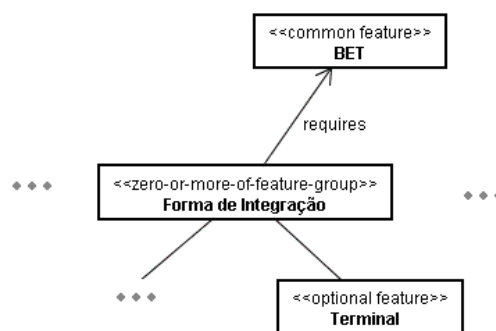 <<common feature>>
BET
requires
<<zero-or-more-of-feature-group>>
Forma de Integração
<<optional feature>>
Terminal